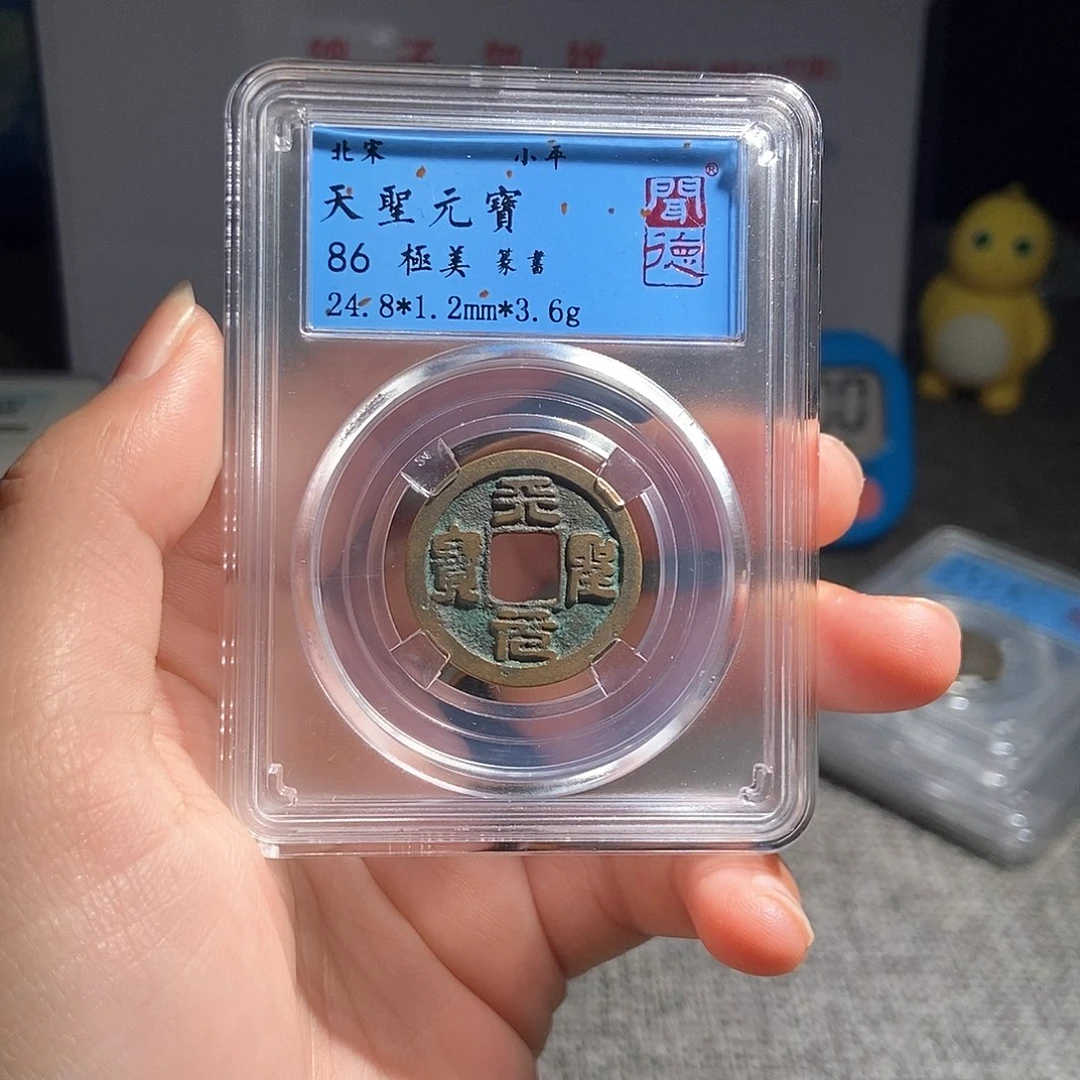 北宋 小平
天聖元寶
86 極美 篆書
24.8*1.2mm*3.6g
聞德®
天聖元寶